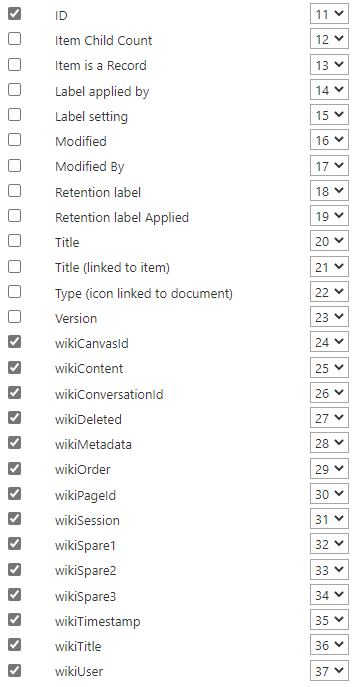 ID 11
Item Child Count 12
Item is a Record 13
Label applied by 14
Label setting 15
Modified 16
Modified By 17
Retention label 18
Retention label Applied 19
Title 20
Title (linked to item) 21
Type (icon linked to document) 22
Version 23
wikiCanvasId 24
wikiContent 25
wikiConversationId 26
wikiDeleted 27
wikiMetadata 28
wikiOrder 29
wikiPageId 30
wikiSession 31
wikiSpare1 32
wikiSpare2 33
wikiSpare3 34
wikiTimestamp 35
wikiTitle 36
wikiUser 37